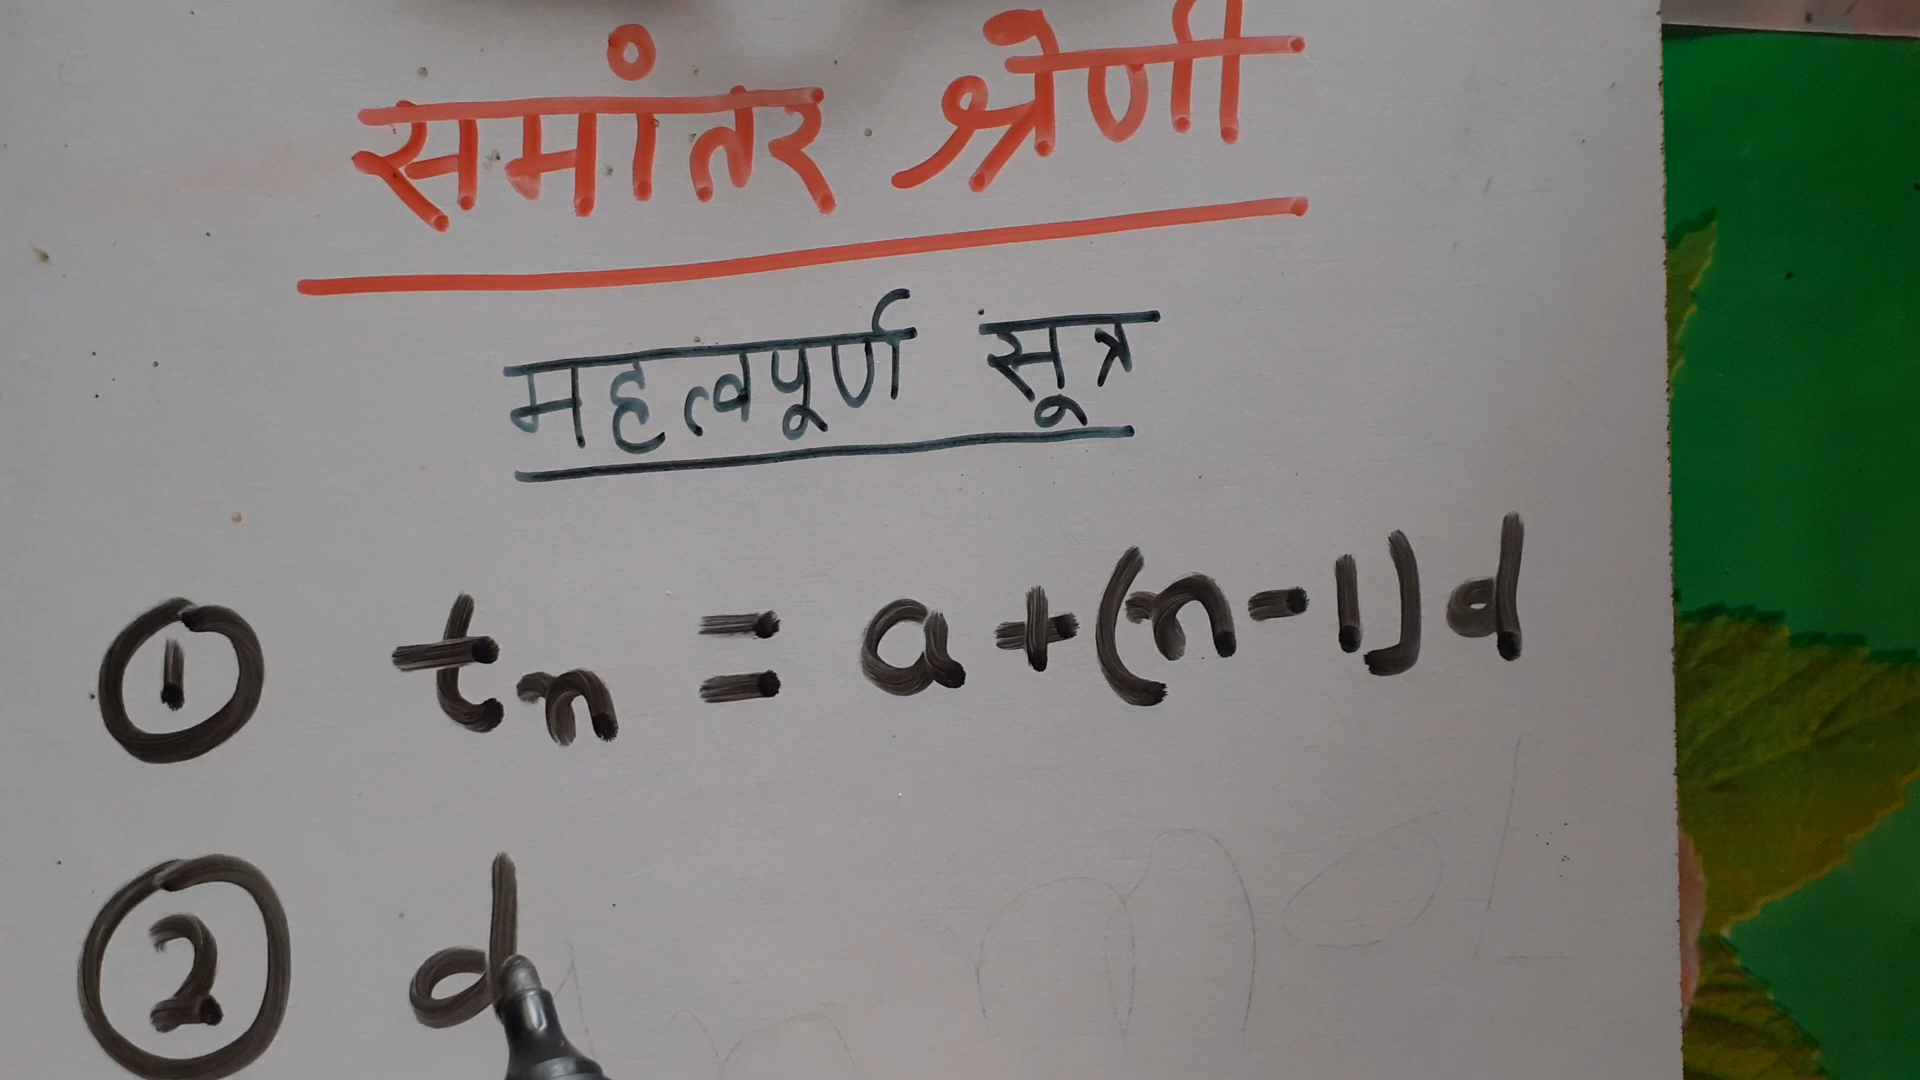 समांतर श्रेणी
महत्वपूर्ण सूत्र
① tn = a+(n-1)d
② d